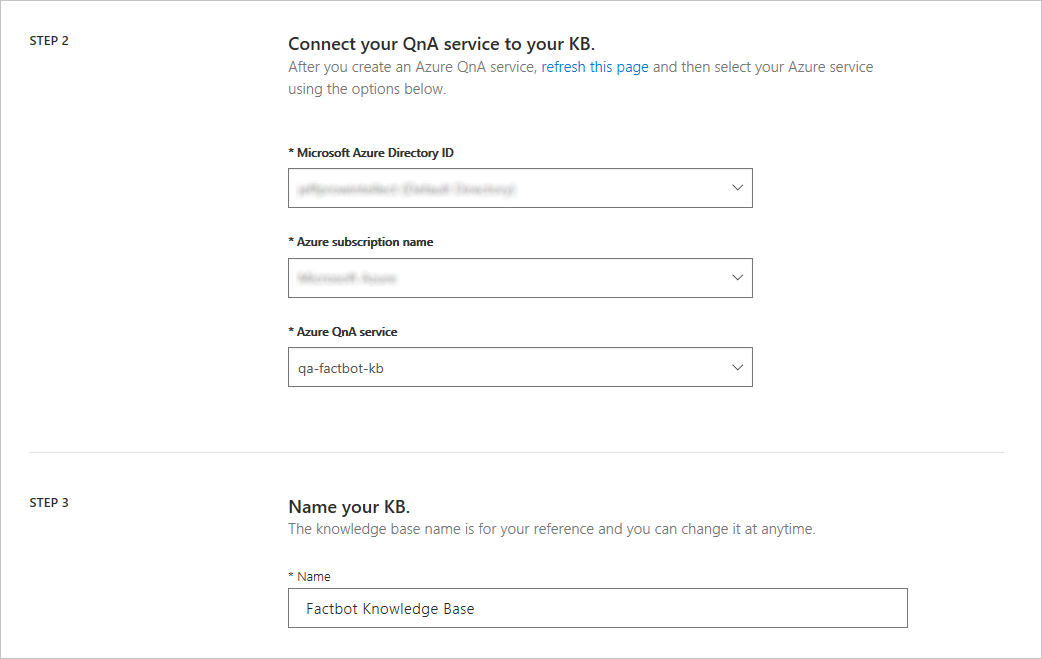 STEP 2
Connect your QnA service to your KB.
After you create an Azure QnA service, refresh this page and then select your Azure service
using the options below.
* Microsoft Azure Directory ID
* Azure subscription name
* Azure QnA service
qa-factbot-kb
STEP 3
Name your KB.
The knowledge base name is for your reference and you can change it at anytime.
* Name
Factbot Knowledge Base